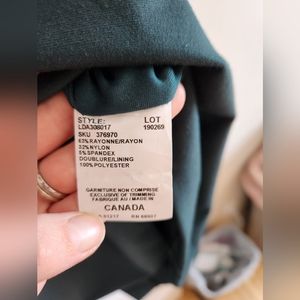 STYLE: LOT
LDA308017 190269
SKU 376970
63% RAYONNE/RAYON
32% NYLON
5% SPANDEX
DOUBLURE/LINING
100% POLYESTER
GARNITURE NON COMPRISE
EXCLUSIVE OF TRIMMING
FABRIQUE AU / MADE IN
CANADA